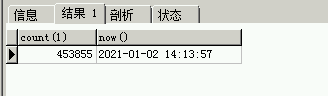 信息 结果 1 剖析 状态
count(1) now()
453855 2021-01-02 14:13:57